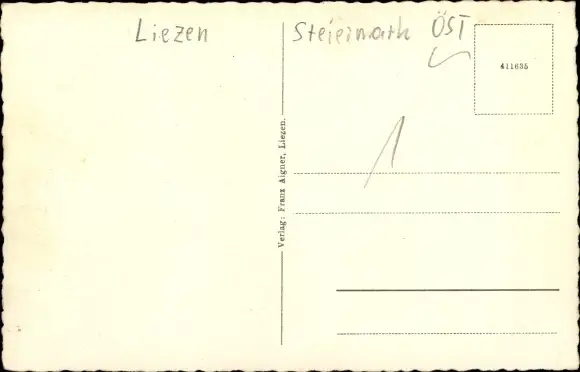 Liezen
Steiermark ÖST
411635
1
Verlag: Franz Aigner, Liezen.